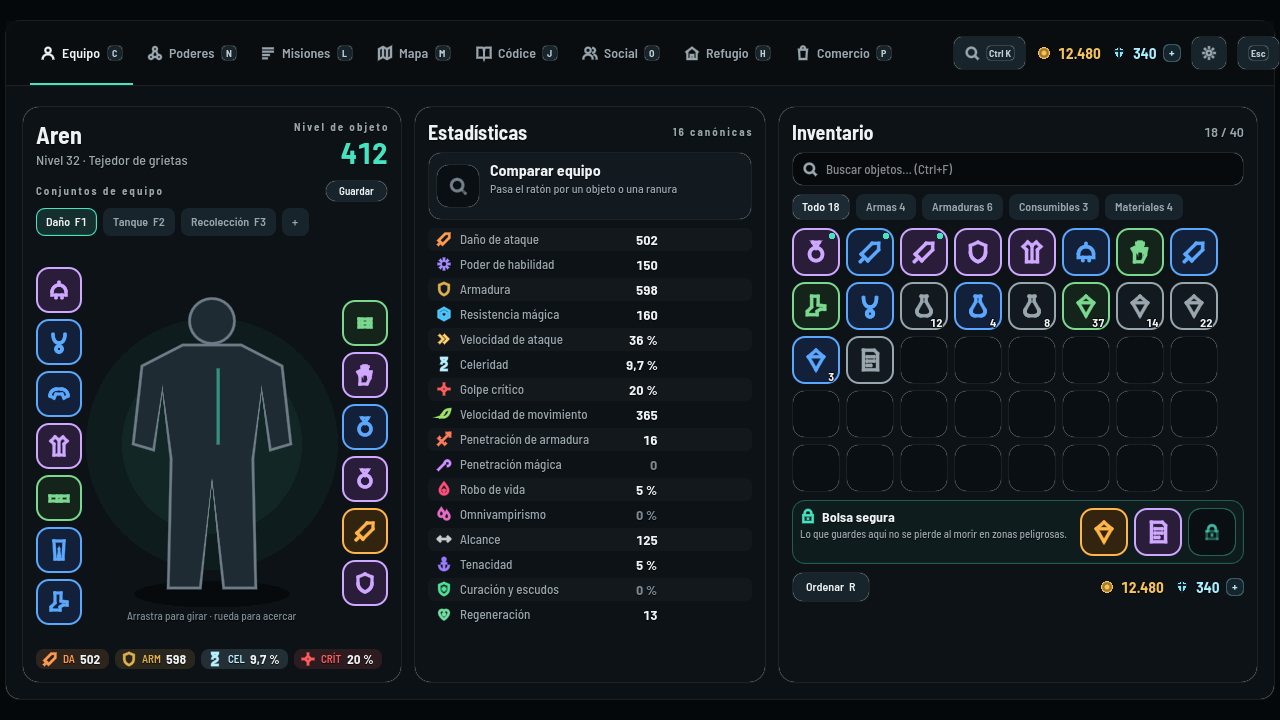 Equipo C Poderes N Misiones L Mapa M Códice J Social O Refugio H Comercio P Ctrl K 12.480 340 + Esc
Aren
Nivel 32 · Tejedor de grietas
Nivel de objeto
412
Conjuntos de equipo
Guardar
Daño F1 Tanque F2 Recolección F3 +
Arrastra para girar · rueda para acercar
DA 502 ARM 598 CEL 9,7 % CRÍT 20 %
Estadísticas
16 canónicas
Comparar equipo
Pasa el ratón por un objeto o una ranura
Daño de ataque 502
Poder de habilidad 150
Armadura 598
Resistencia mágica 160
Velocidad de ataque 36 %
Celeridad 9,7 %
Golpe crítico 20 %
Velocidad de movimiento 365
Penetración de armadura 16
Penetración mágica 0
Robo de vida 5 %
Omnivampirismo 0 %
Alcance 125
Tenacidad 5 %
Curación y escudos 0 %
Regeneración 13
Inventario
18 / 40
Buscar objetos... (Ctrl+F)
Todo 18 Armas 4 Armaduras 6 Consumibles 3 Materiales 4
12 4 8 37 14 22
3
Bolsa segura
Lo que guardes aquí no se pierde al morir en zonas peligrosas.
Ordenar R
12.480 340 +